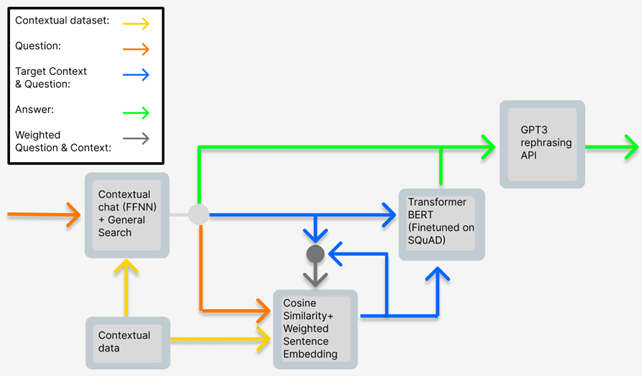 Contextual dataset:
Question:
Target Context
& Question:
Answer:
Weighted
Question & Context:
GPT3
rephrasing
API
Contextual
chat (FFNN)
+ General
Search
Transformer
BERT
(Finetuned on
SQuAD)
Cosine
Similarity+
Weighted
Sentence
Embedding
Contextual
data